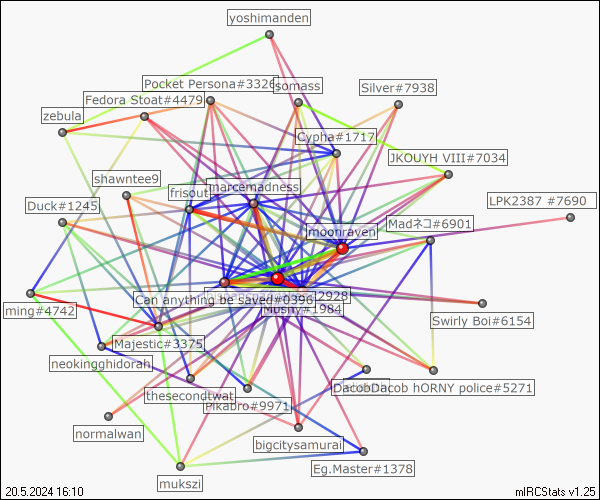 yoshimanden
Pocket Persona#3326
somass
Silver#7938
Fedora Stoat#4479
zebula
Cypha#1717
JKOUYH VIII#7034
shawntee9
marcemadness
frisout
LPK2387 #7690
Duck#1245
Madネコ#6901
moonraven
ming#4742
Can anything be saved#0396
2928
Mushy#1984
Swirly Boi#6154
Majestic#3375
neokingghidorah
thesecondtwat
Pikabro#9971
DacobDacob hORNY police#5271
normalwan
bigcitysamurai
Eg.Master#1378
mukszi
20.5.2024 16:10
mIRCStats v1.25